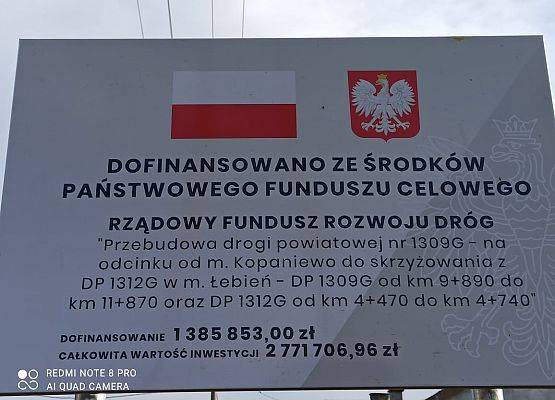 DOFINANSOWANO ZE ŚRODKÓW
PAŃSTWOWEGO FUNDUSZU CELOWEGO
RZĄDOWY FUNDUSZ ROZWOJU DRÓG
"Przebudowa drogi powiatowej nr 1309G - na
odcinku od m. Kopaniewo do skrzyżowania z
DP 1312G w m. Łebień - DP 1309G od km 9+890 do
km 11+870 oraz DP 1312G od km 4+470 do km 4+740"
DOFINANSOWANIE 1 385 853,00 zł
CAŁKOWITA WARTOŚĆ INWESTYCJI 2 771 706,96 zł
REDMI NOTE 8 PRO
AI QUAD CAMERA